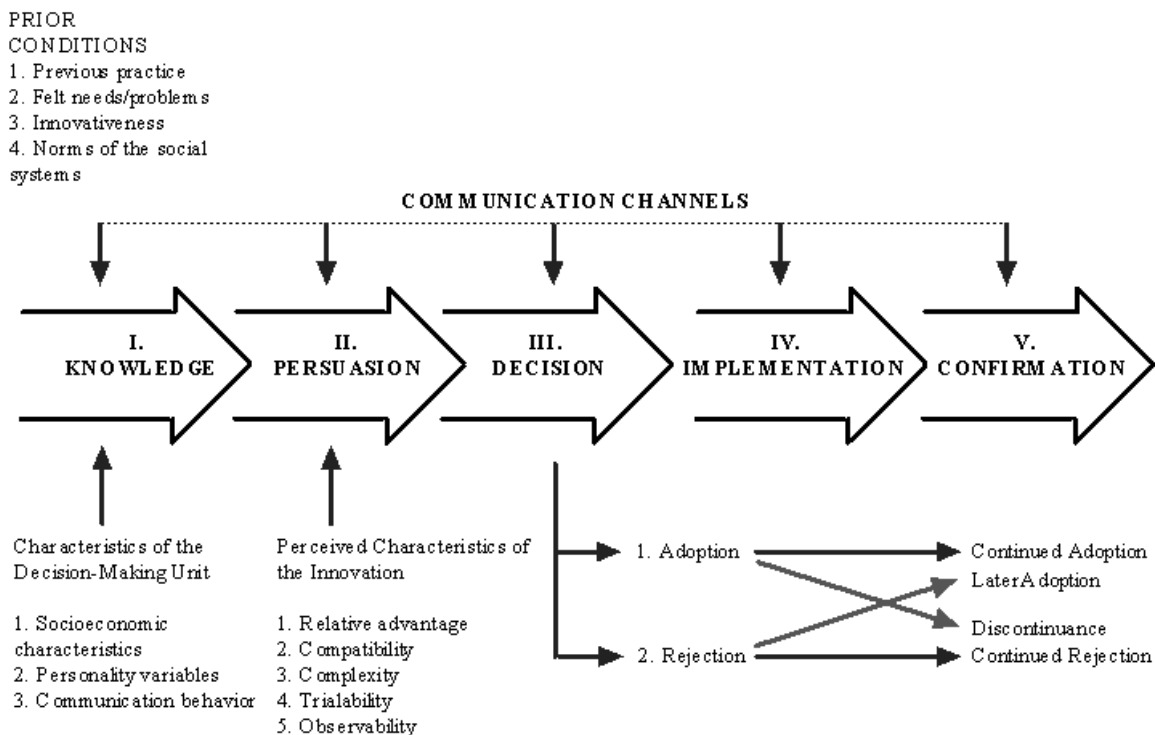 PRIOR
CONDITIONS
1. Previous practice
2. Felt needs/problems
3. Innovativeness
4. Norms of the social
systems
COMMUNICATION CHANNELS
I.
KNOWLEDGE
II.
PERSUASION
III.
DECISION
IV.
IMPLEMENTATION
V.
CONFIRMATION
Characteristics of the
Decision-Making Unit
1. Socioeconomic
characteristics
2. Personality variables
3. Communication behavior
Perceived Characteristics of
the Innovation
1. Relative advantage
2. Compatibility
3. Complexity
4. Trialability
5. Observability
1. Adoption
2. Rejection
Continued Adoption
Later Adoption
Discontinuance
Continued Rejection